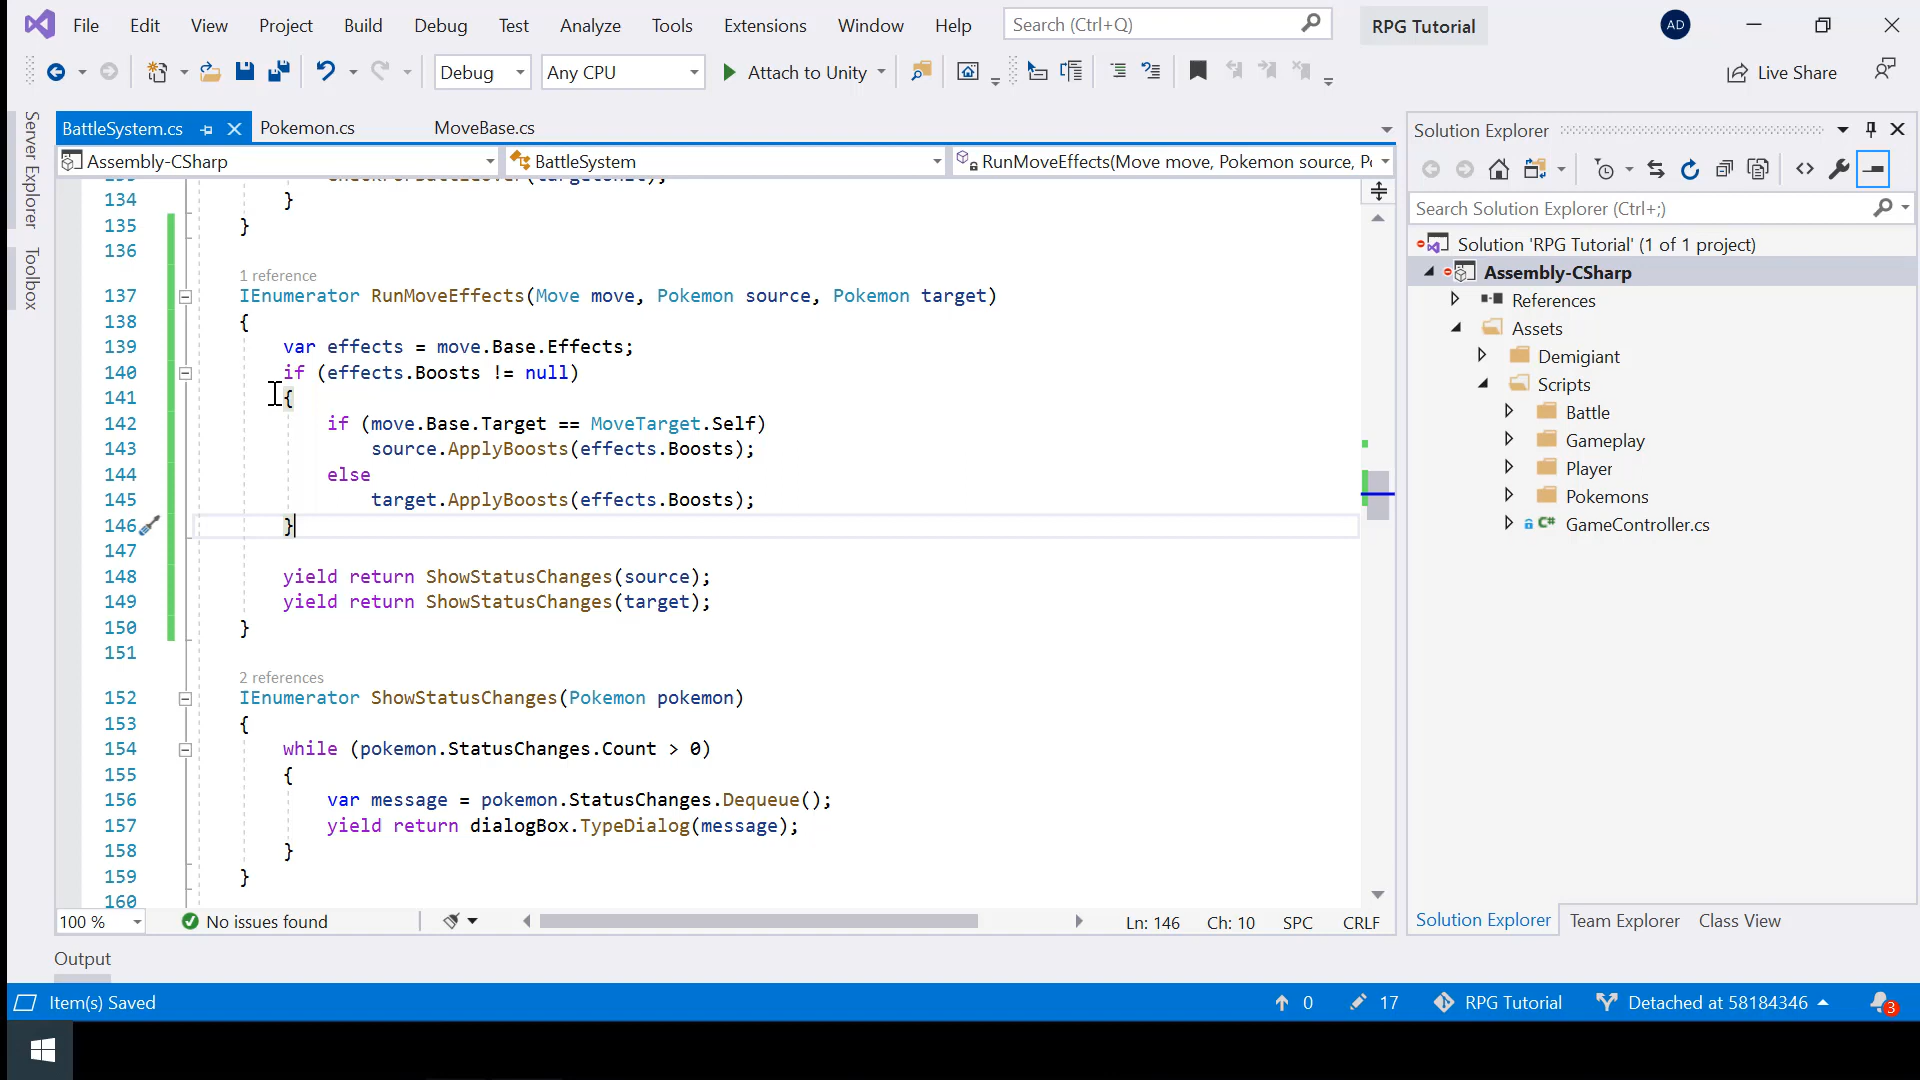 File Edit View Project Build Debug Test Analyze Tools Extensions Window Help Search (Ctrl+Q) RPG Tutorial AD
Debug Any CPU Attach to Unity Live Share
Server Explorer
Toolbox
BattleSystem.cs Pokemon.cs MoveBase.cs
Assembly-CSharp BattleSystem RunMoveEffects(Move move, Pokemon source, P
134 }
135 }
136
1 reference
137 IEnumerator RunMoveEffects(Move move, Pokemon source, Pokemon target)
138 {
139 var effects = move.Base.Effects;
140 if (effects.Boosts != null)
141 {
142 if (move.Base.Target == MoveTarget.Self)
143 source.ApplyBoosts(effects.Boosts);
144 else
145 target.ApplyBoosts(effects.Boosts);
146 }
147
148 yield return ShowStatusChanges(source);
149 yield return ShowStatusChanges(target);
150 }
151
2 references
152 IEnumerator ShowStatusChanges(Pokemon pokemon)
153 {
154 while (pokemon.StatusChanges.Count > 0)
155 {
156 var message = pokemon.StatusChanges.Dequeue();
157 yield return dialogBox.TypeDialog(message);
158 }
159 }
160
100 % No issues found Ln: 146 Ch: 10 SPC CRLF
Solution Explorer
Search Solution Explorer (Ctrl+;)
Solution 'RPG Tutorial' (1 of 1 project)
Assembly-CSharp
References
Assets
Demigiant
Scripts
Battle
Gameplay
Player
Pokemons
C# GameController.cs
Solution Explorer Team Explorer Class View
Output
Item(s) Saved 0 17 RPG Tutorial Detached at 58184346 3